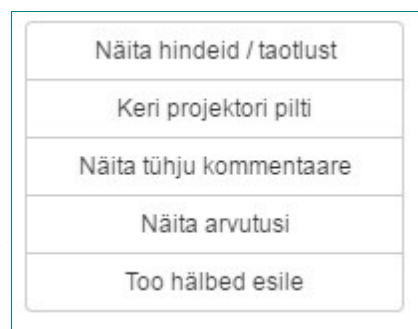 Näita hindeid / taotlust
Keri projektori pilti
Näita tühju kommentaare
Näita arvutusi
Too hälbed esile